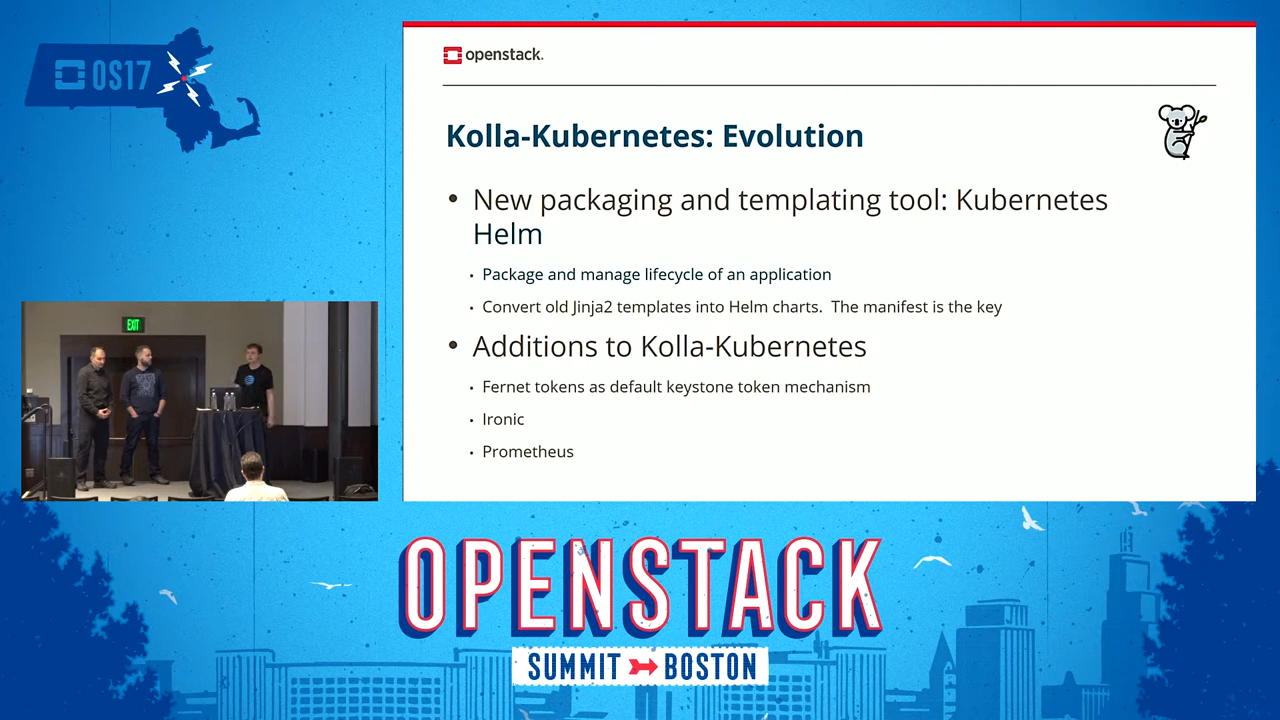 OS17
openstack.
Kolla-Kubernetes: Evolution
• New packaging and templating tool: Kubernetes
Helm
• Package and manage lifecycle of an application
• Convert old Jinja2 templates into Helm charts. The manifest is the key
• Additions to Kolla-Kubernetes
• Fernet tokens as default keystone token mechanism
• Ironic
• Prometheus
EXIT
OPENSTACK
SUMMIT BOSTON